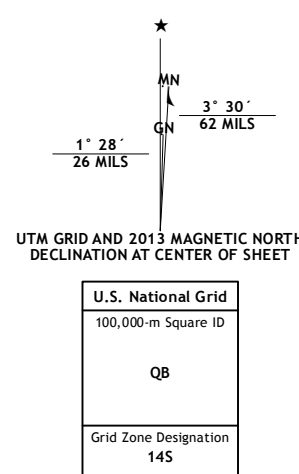 ★
MN
3° 30´
62 MILS
GN
1° 28´
26 MILS
UTM GRID AND 2013 MAGNETIC NORTH
DECLINATION AT CENTER OF SHEET
U.S. National Grid
100,000-m Square ID
QB
Grid Zone Designation
14S